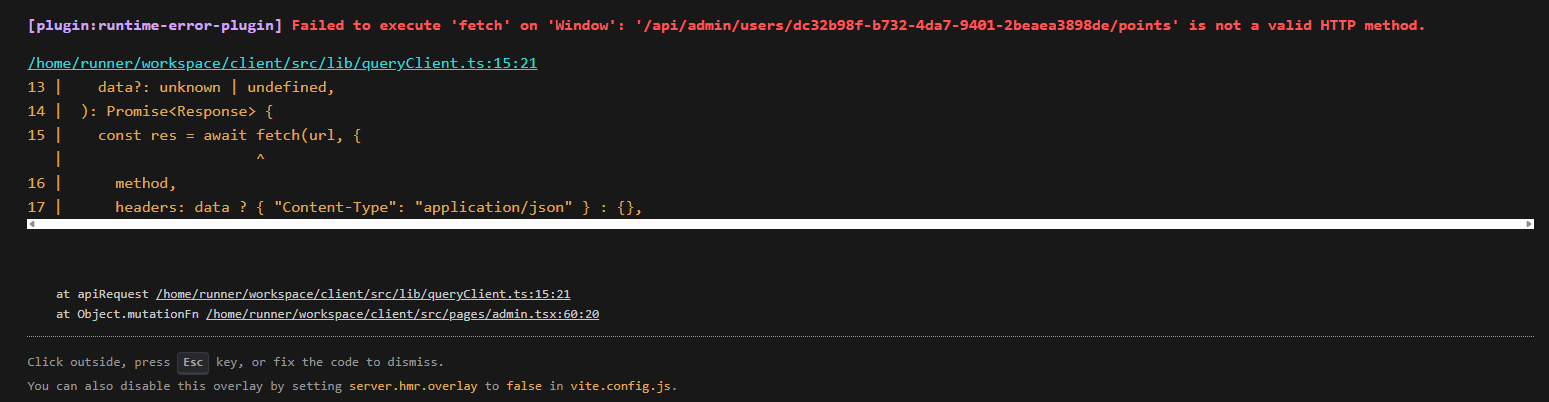 [plugin:runtime-error-plugin] Failed to execute 'fetch' on 'Window': '/api/admin/users/dc32b98f-b732-4da7-9401-2beaea3898de/points' is not a valid HTTP method.
/home/runner/workspace/client/src/lib/queryClient.ts:15:21
13 |    data?: unknown | undefined,
14 |  ): Promise<Response> {
15 |    const res = await fetch(url, {
   |                      ^
16 |      method,
17 |      headers: data ? { "Content-Type": "application/json" } : {},
at apiRequest /home/runner/workspace/client/src/lib/queryClient.ts:15:21
at Object.mutationFn /home/runner/workspace/client/src/pages/admin.tsx:60:20
Click outside, press Esc key, or fix the code to dismiss.
You can also disable this overlay by setting server.hmr.overlay to false in vite.config.js.